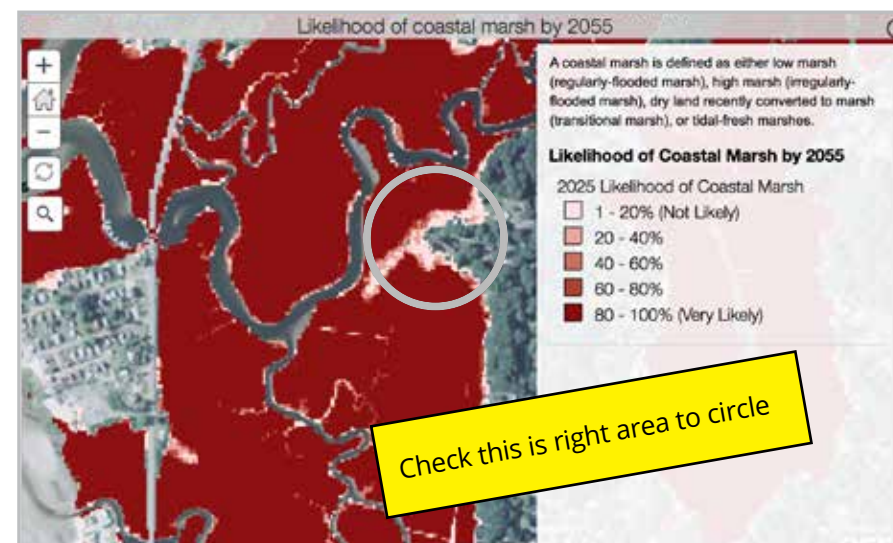 Likelihood of coastal marsh by 2055
A coastal marsh is defined as either low marsh
(regularly-flooded marsh), high marsh (irregularly-
flooded marsh), dry land recently converted to marsh
(transitional marsh), or tidal-fresh marshes.
Likelihood of Coastal Marsh by 2055
2025 Likelihood of Coastal Marsh
1 - 20% (Not Likely)
20 - 40%
40 - 60%
60 - 80%
80 - 100% (Very Likely)
Check this is right area to circle